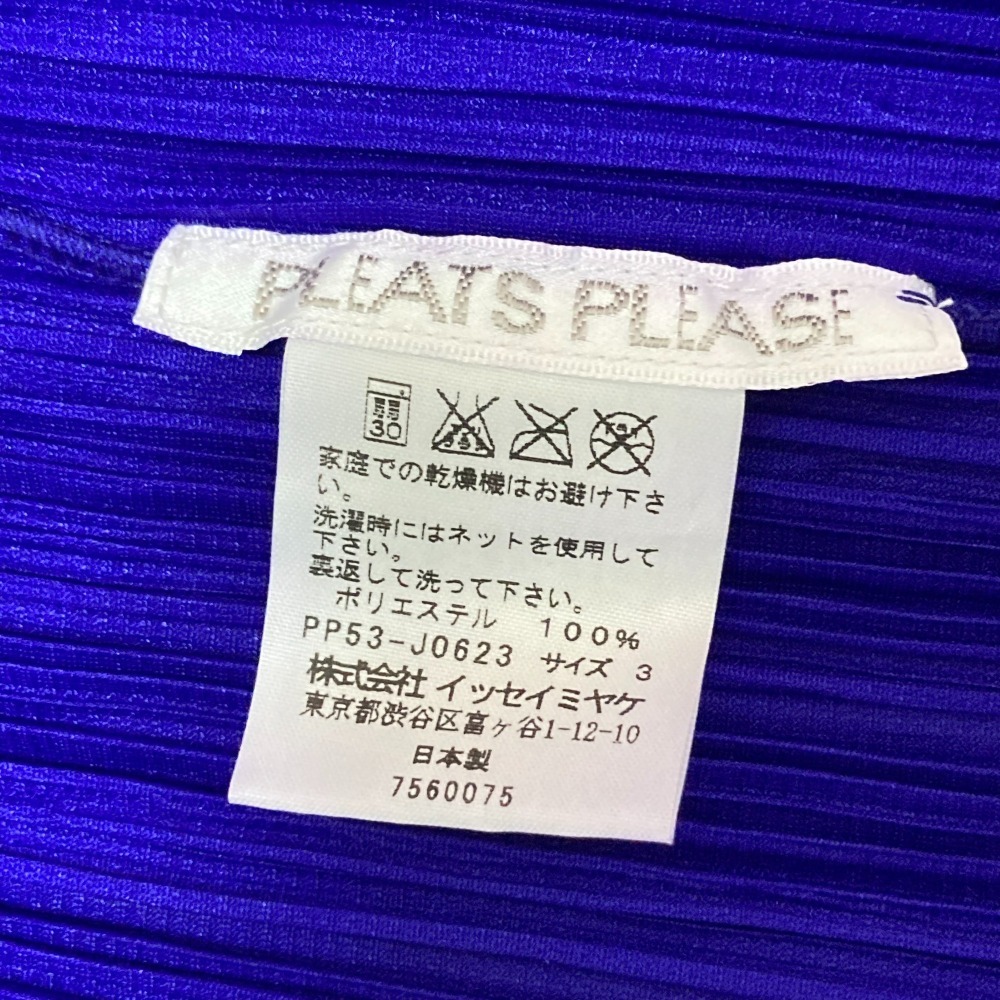 PLEATS PLEASE
弱
30
家庭での乾燥機はお避け下さ
い。
洗濯時にはネットを使用して
下さい。
裏返して洗って下さい。
ポリエステル 100%
PP53-J0623 サイズ 3
株式会社 イッセイミヤケ
東京都渋谷区富ヶ谷1-12-10
日本製
7560075